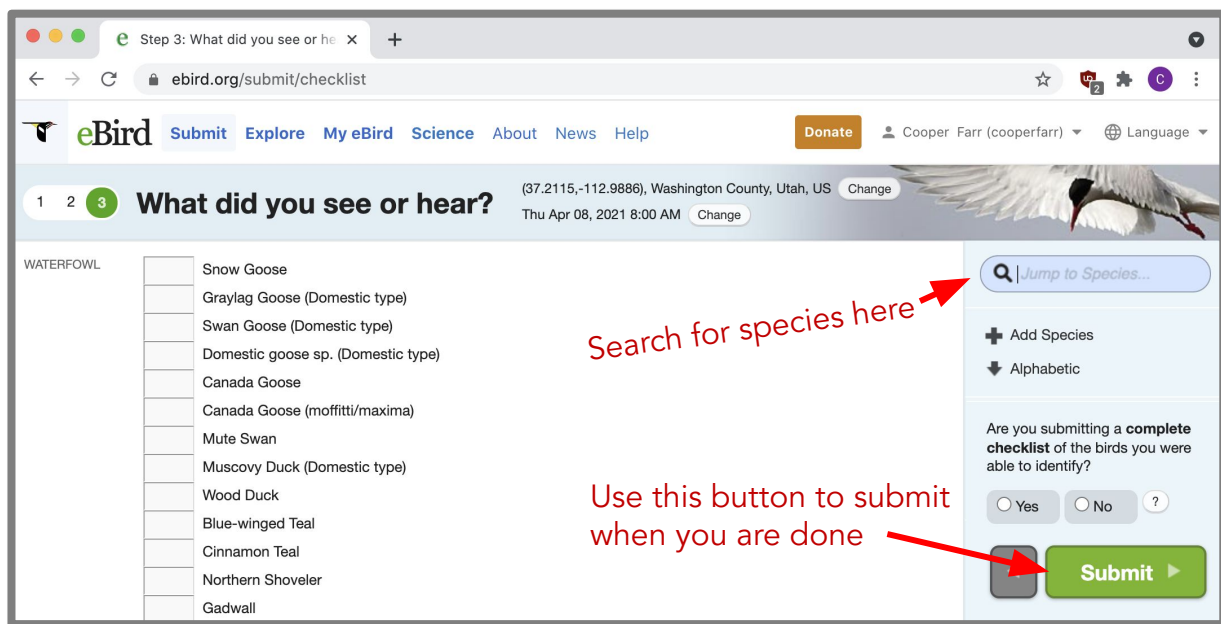 Step 3: What did you see or he
ebird.org/submit/checklist
2
C
eBird Submit Explore My eBird Science About News Help Donate Cooper Farr (cooperfarr) Language
1 2 3 What did you see or hear?
(37.2115,-112.9886), Washington County, Utah, US Change
Thu Apr 08, 2021 8:00 AM Change
WATERFOWL
Snow Goose
Graylag Goose (Domestic type)
Swan Goose (Domestic type)
Domestic goose sp. (Domestic type)
Canada Goose
Canada Goose (moffitti/maxima)
Mute Swan
Muscovy Duck (Domestic type)
Wood Duck
Blue-winged Teal
Cinnamon Teal
Northern Shoveler
Gadwall
Search for species here
Use this button to submit
when you are done
Jump to Species...
Add Species
Alphabetic
Are you submitting a complete
checklist of the birds you were
able to identify?
Yes No ?
Submit